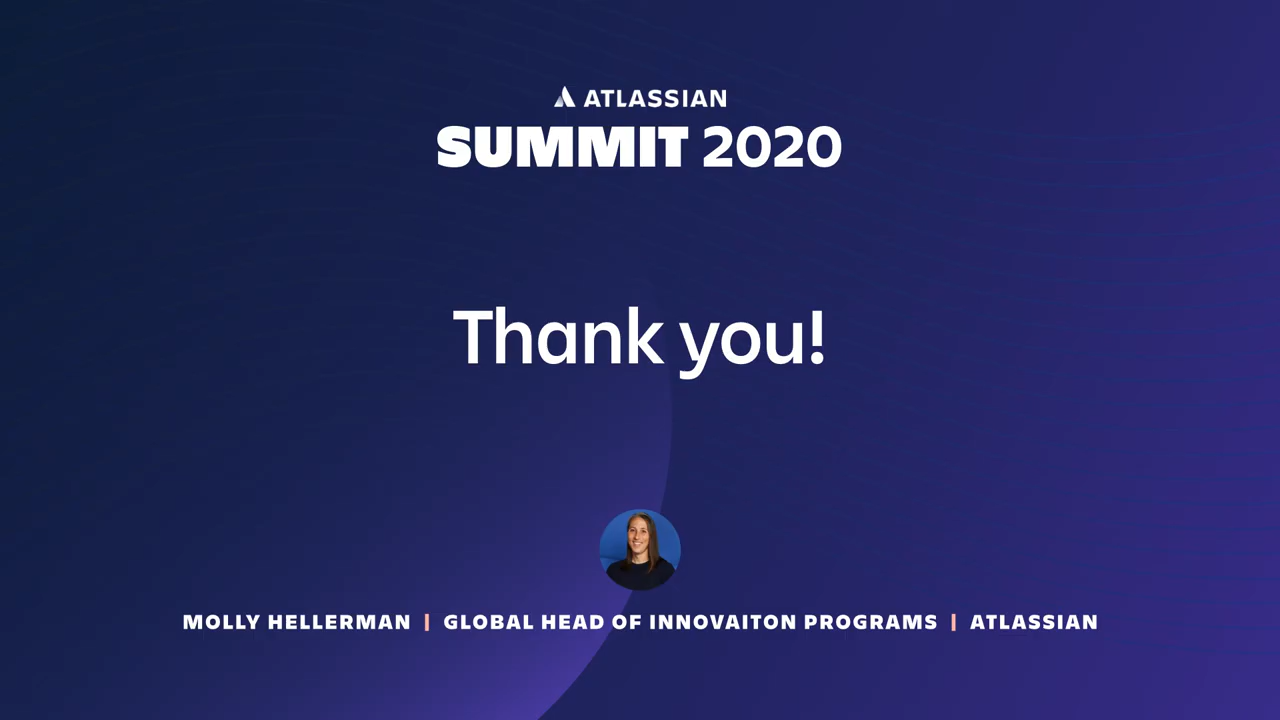 ATLASSIAN
SUMMIT 2020
Thank you!
MOLLY HELLERMAN | GLOBAL HEAD OF INNOVAITON PROGRAMS | ATLASSIAN